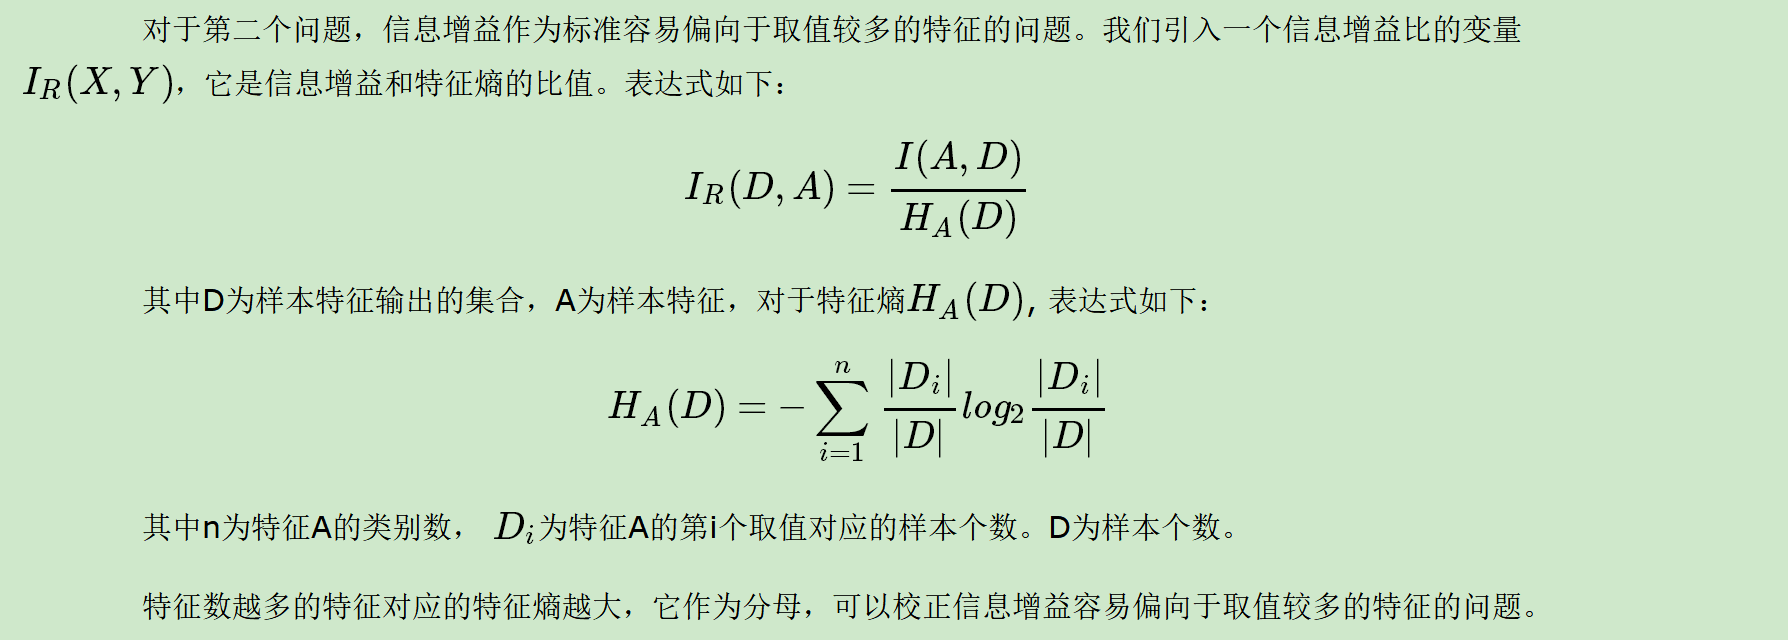 对于第二个问题，信息增益作为标准容易偏向于取值较多的特征的问题。我们引入一个信息增益比的变量
I_R(X, Y)，它是信息增益和特征熵的比值。表达式如下：
I_R(D, A) = \frac{I(A, D)}{H_A(D)}
其中D为样本特征输出的集合，A为样本特征，对于特征熵H_A(D), 表达式如下：
H_A(D) = -\sum_{i=1}^{n} \frac{|D_i|}{|D|} log_2 \frac{|D_i|}{|D|}
其中n为特征A的类别数， D_i为特征A的第i个取值对应的样本个数。D为样本个数。
特征数越多的特征对应的特征熵越大，它作为分母，可以校正信息增益容易偏向于取值较多的特征的问题。